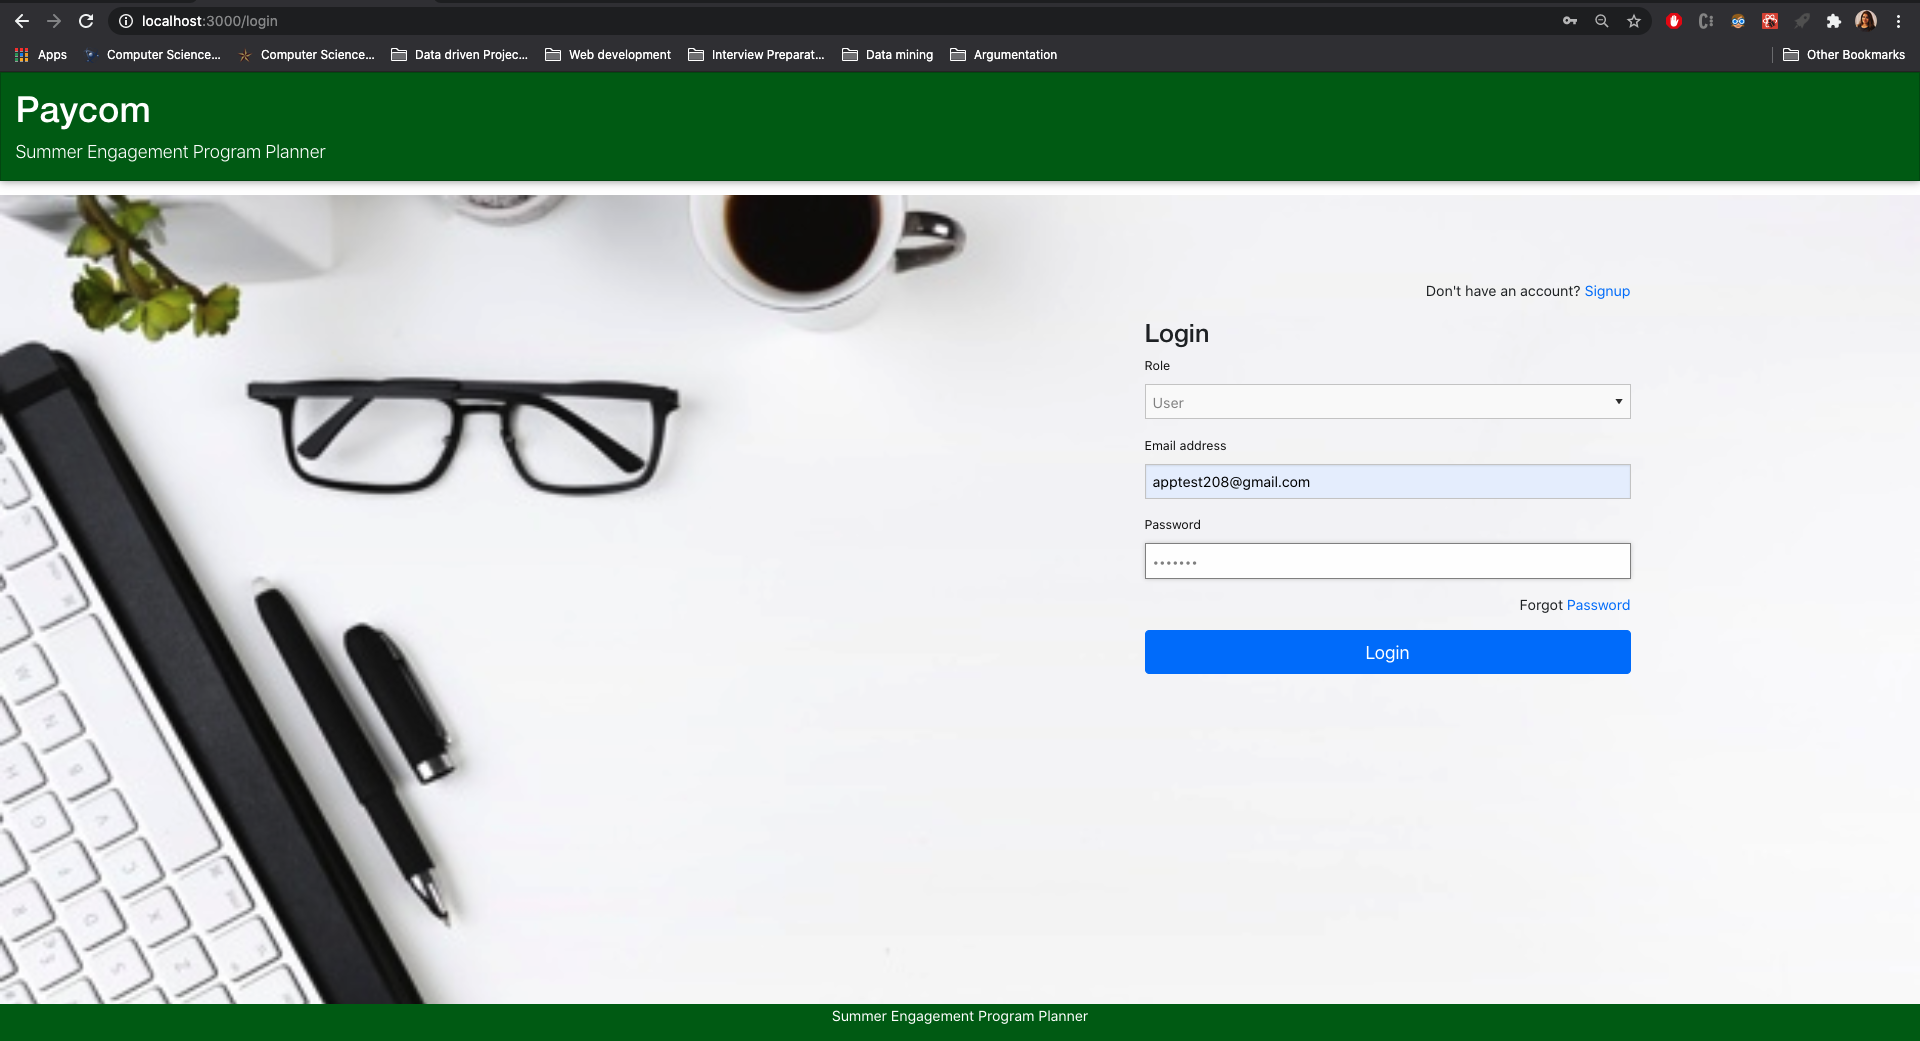 localhost:3000/login
Apps
Computer Science...
Computer Science...
Data driven Projec...
Web development
Interview Preparat...
Data mining
Argumentation
Other Bookmarks
Paycom
Summer Engagement Program Planner
Don't have an account? Signup
Login
Role
User
Email address
apptest208@gmail.com
Password
•••••••
Forgot Password
Login
Summer Engagement Program Planner